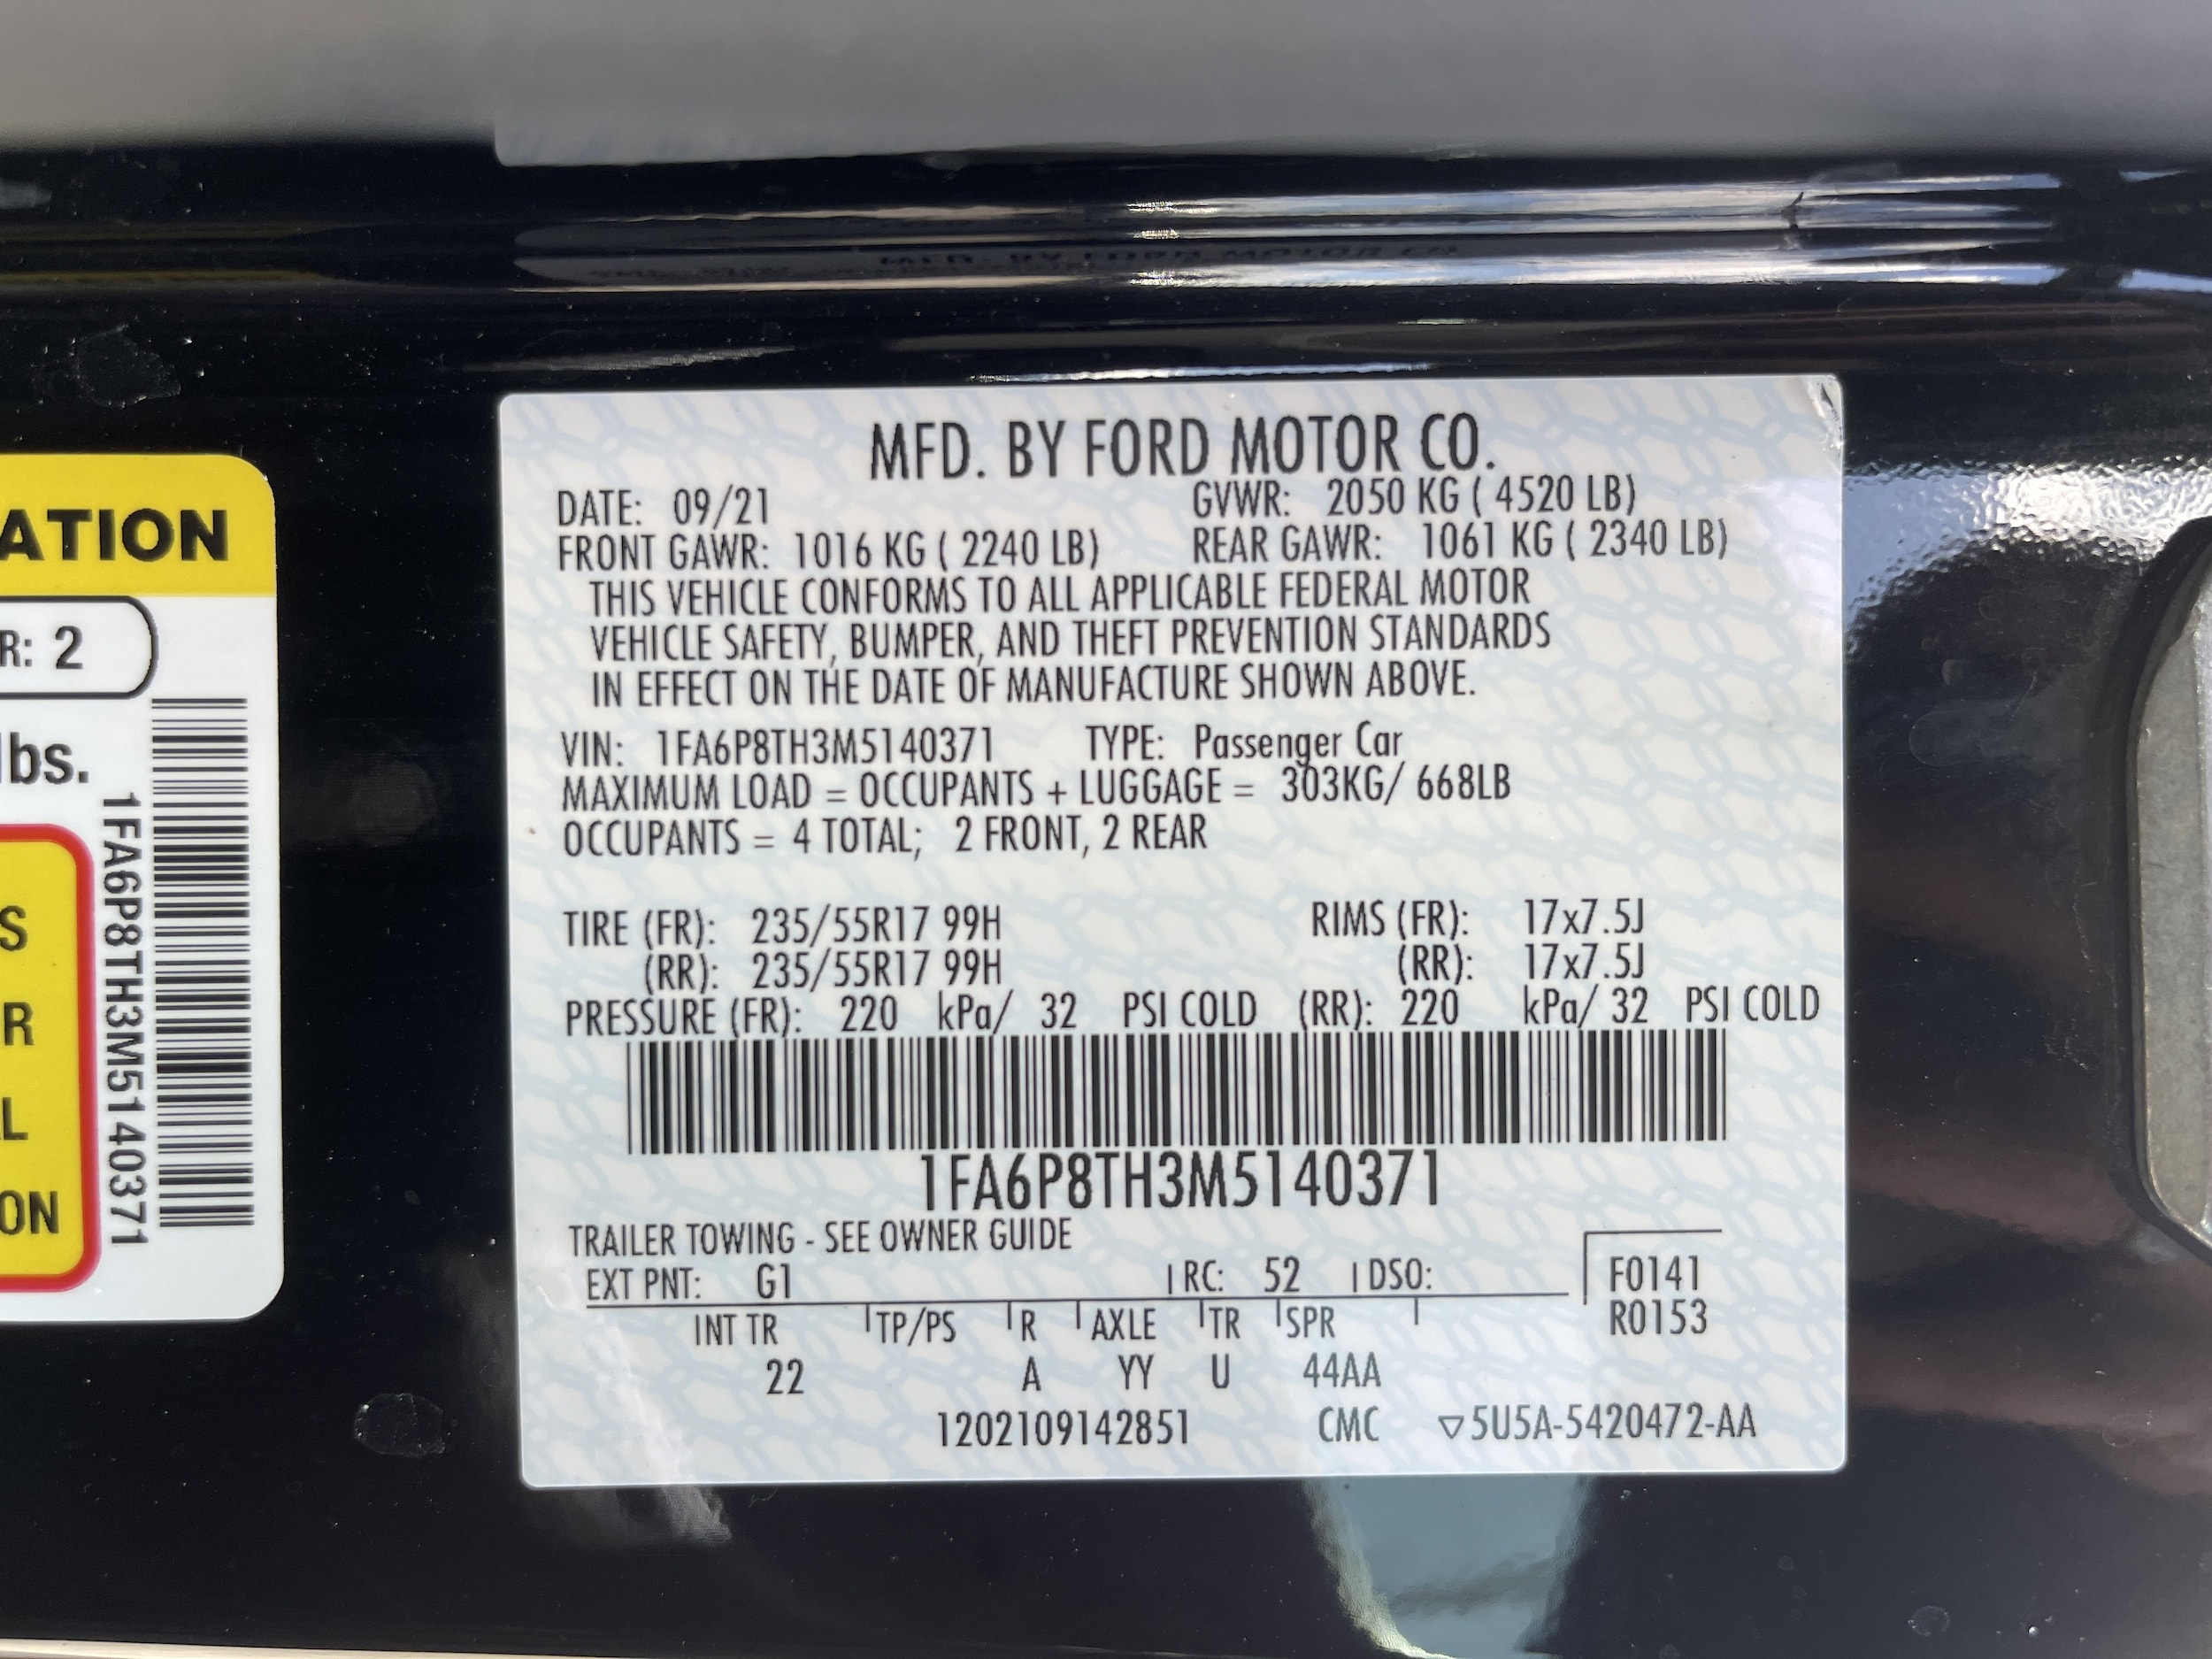 ATION
R: 2
lbs.
S
R
L
ON
1FA6P8TH3M5140371
MFD. BY FORD MOTOR CO.
DATE: 09/21 GVWR: 2050 KG ( 4520 LB)
FRONT GAWR: 1016 KG ( 2240 LB) REAR GAWR: 1061 KG ( 2340 LB)
THIS VEHICLE CONFORMS TO ALL APPLICABLE FEDERAL MOTOR
VEHICLE SAFETY, BUMPER, AND THEFT PREVENTION STANDARDS
IN EFFECT ON THE DATE OF MANUFACTURE SHOWN ABOVE.
VIN: 1FA6P8TH3M5140371 TYPE: Passenger Car
MAXIMUM LOAD = OCCUPANTS + LUGGAGE = 303KG/ 668LB
OCCUPANTS = 4 TOTAL; 2 FRONT, 2 REAR
TIRE (FR): 235/55R17 99H RIMS (FR): 17x7.5J
(RR): 235/55R17 99H (RR): 17x7.5J
PRESSURE (FR): 220 kPa/ 32 PSI COLD (RR): 220 kPa/ 32 PSI COLD
1FA6P8TH3M5140371
TRAILER TOWING - SEE OWNER GUIDE
EXT PNT: G1 RC: 52 DSO: F0141
INT TR TP/PS R AXLE TR SPR R0153
22 A YY U 44AA
1202109142851 CMC ▽5U5A-5420472-AA